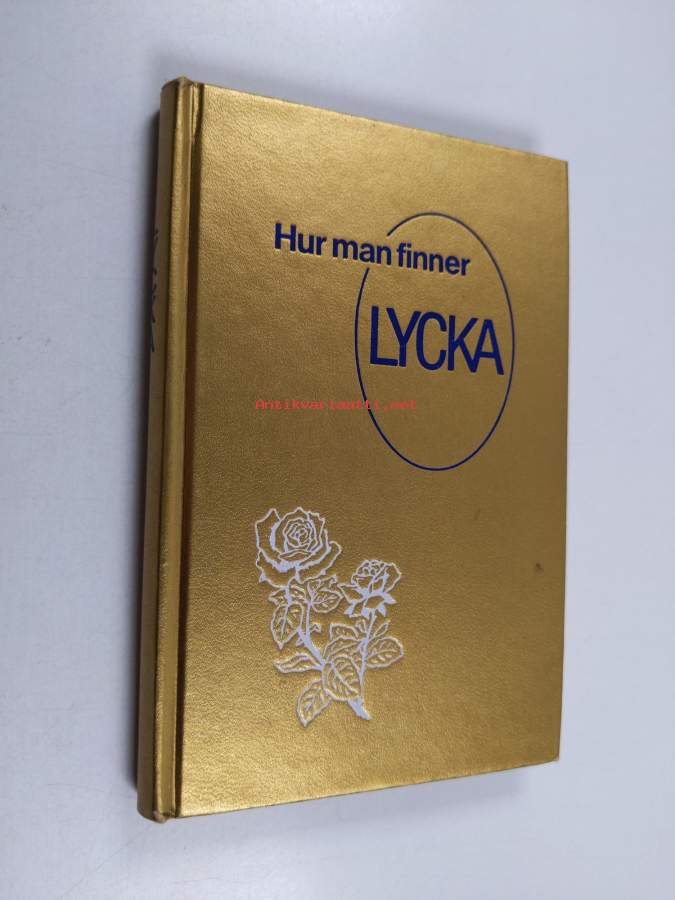 Hur man finner
LYCKA
Antikvariaatti.net